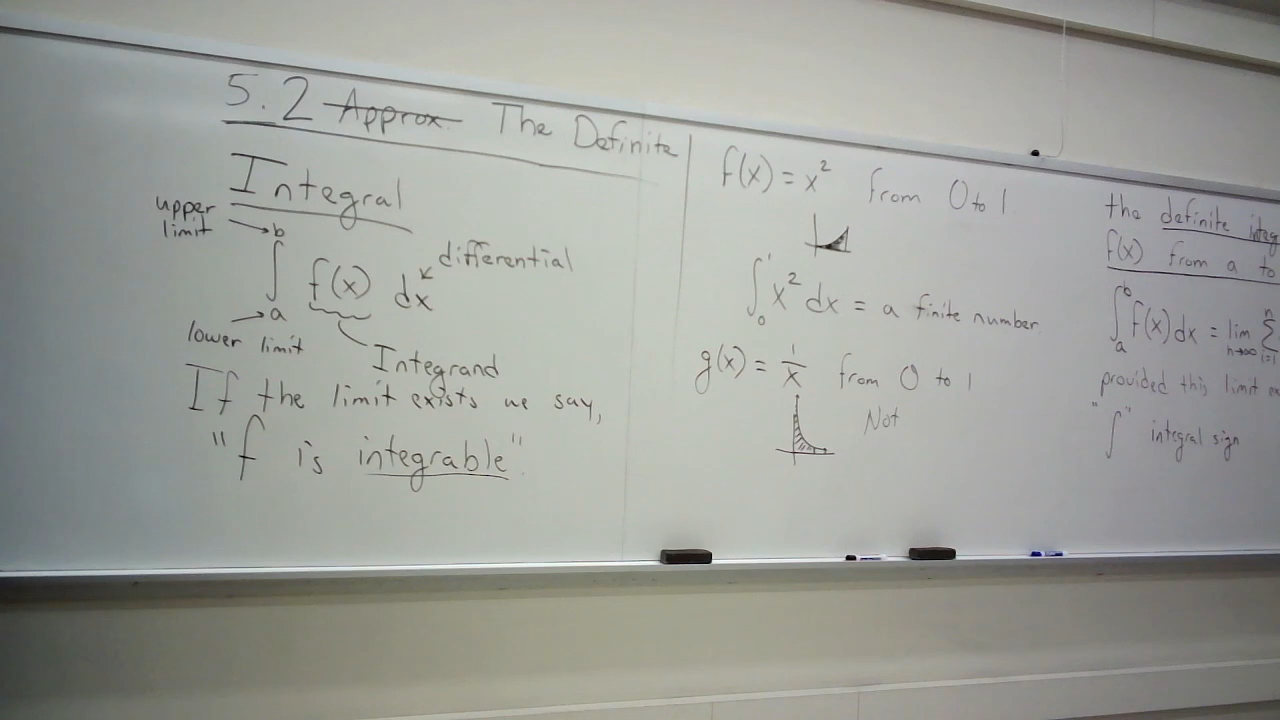 5.2 Approx. The Definite
Integral
upper
limit → b
∫ f(x) dx ← differential
→ a
lower limit
Integrand
If the limit exists we say,
"f is integrable"
f(x) = x² from 0 to 1
∫₀¹ x² dx = a finite number
g(x) = 1/x from 0 to 1
Not
the definite integ
f(x) from a to
∫ₐᵇ f(x) dx = lim n→∞ Σ i=1 n
provided this limit
"∫" integral sign